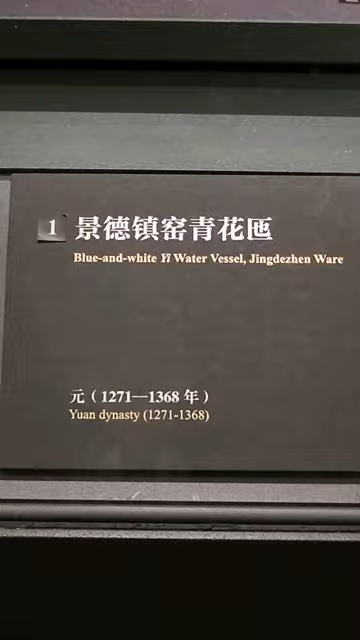 1 景德镇窑青花匜
Blue-and-white Yi Water Vessel, Jingdezhen Ware
元（1271—1368 年）
Yuan dynasty (1271-1368)